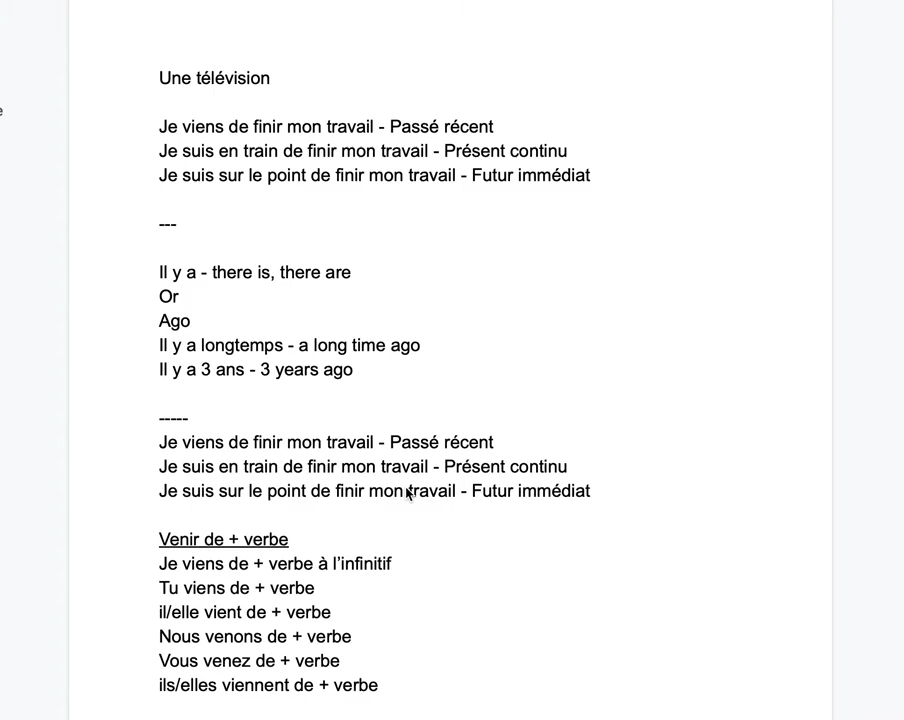 Une télévision
Je viens de finir mon travail - Passé récent
Je suis en train de finir mon travail - Présent continu
Je suis sur le point de finir mon travail - Futur immédiat
---
Il y a - there is, there are
Or
Ago
Il y a longtemps - a long time ago
Il y a 3 ans - 3 years ago
-----
Je viens de finir mon travail - Passé récent
Je suis en train de finir mon travail - Présent continu
Je suis sur le point de finir mon travail - Futur immédiat
Venir de + verbe
Je viens de + verbe à l'infinitif
Tu viens de + verbe
il/elle vient de + verbe
Nous venons de + verbe
Vous venez de + verbe
ils/elles viennent de + verbe